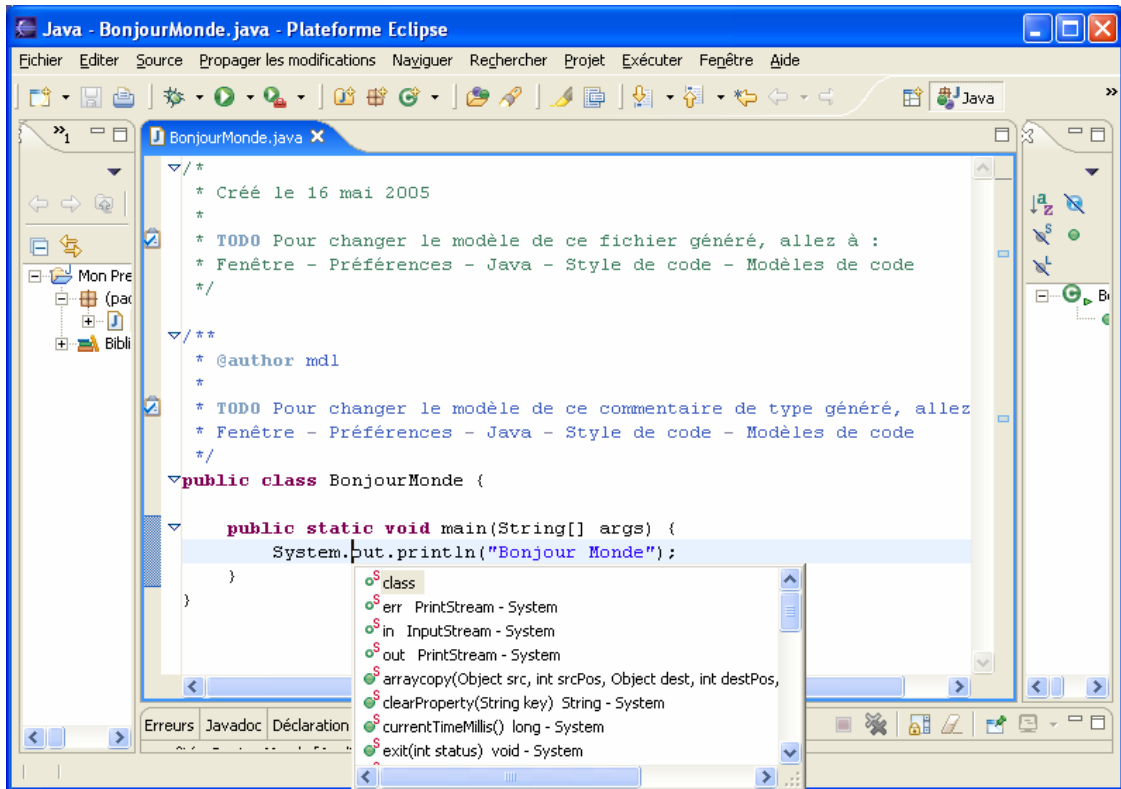 Java - BonjourMonde.java - Plateforme Eclipse
Fichier Editer Source Propager les modifications Naviguer Rechercher Projet Exécuter Fenêtre Aide
Java
»
»1
BonjourMonde.java
/*
* Créé le 16 mai 2005
*
* TODO Pour changer le modèle de ce fichier généré, allez à :
* Fenêtre - Préférences - Java - Style de code - Modèles de code
*/
/**
* @author mdl
*
* TODO Pour changer le modèle de ce commentaire de type généré, allez
* Fenêtre - Préférences - Java - Style de code - Modèles de code
*/
public class BonjourMonde {
public static void main(String[] args) {
System.out.println("Bonjour Monde");
}
}
Mon Pre
(pac
Bibli
class
err PrintStream - System
in InputStream - System
out PrintStream - System
arraycopy(Object src, int srcPos, Object dest, int destPos,
clearProperty(String key) String - System
currentTimeMillis() long - System
exit(int status) void - System
Erreurs Javadoc Déclaration